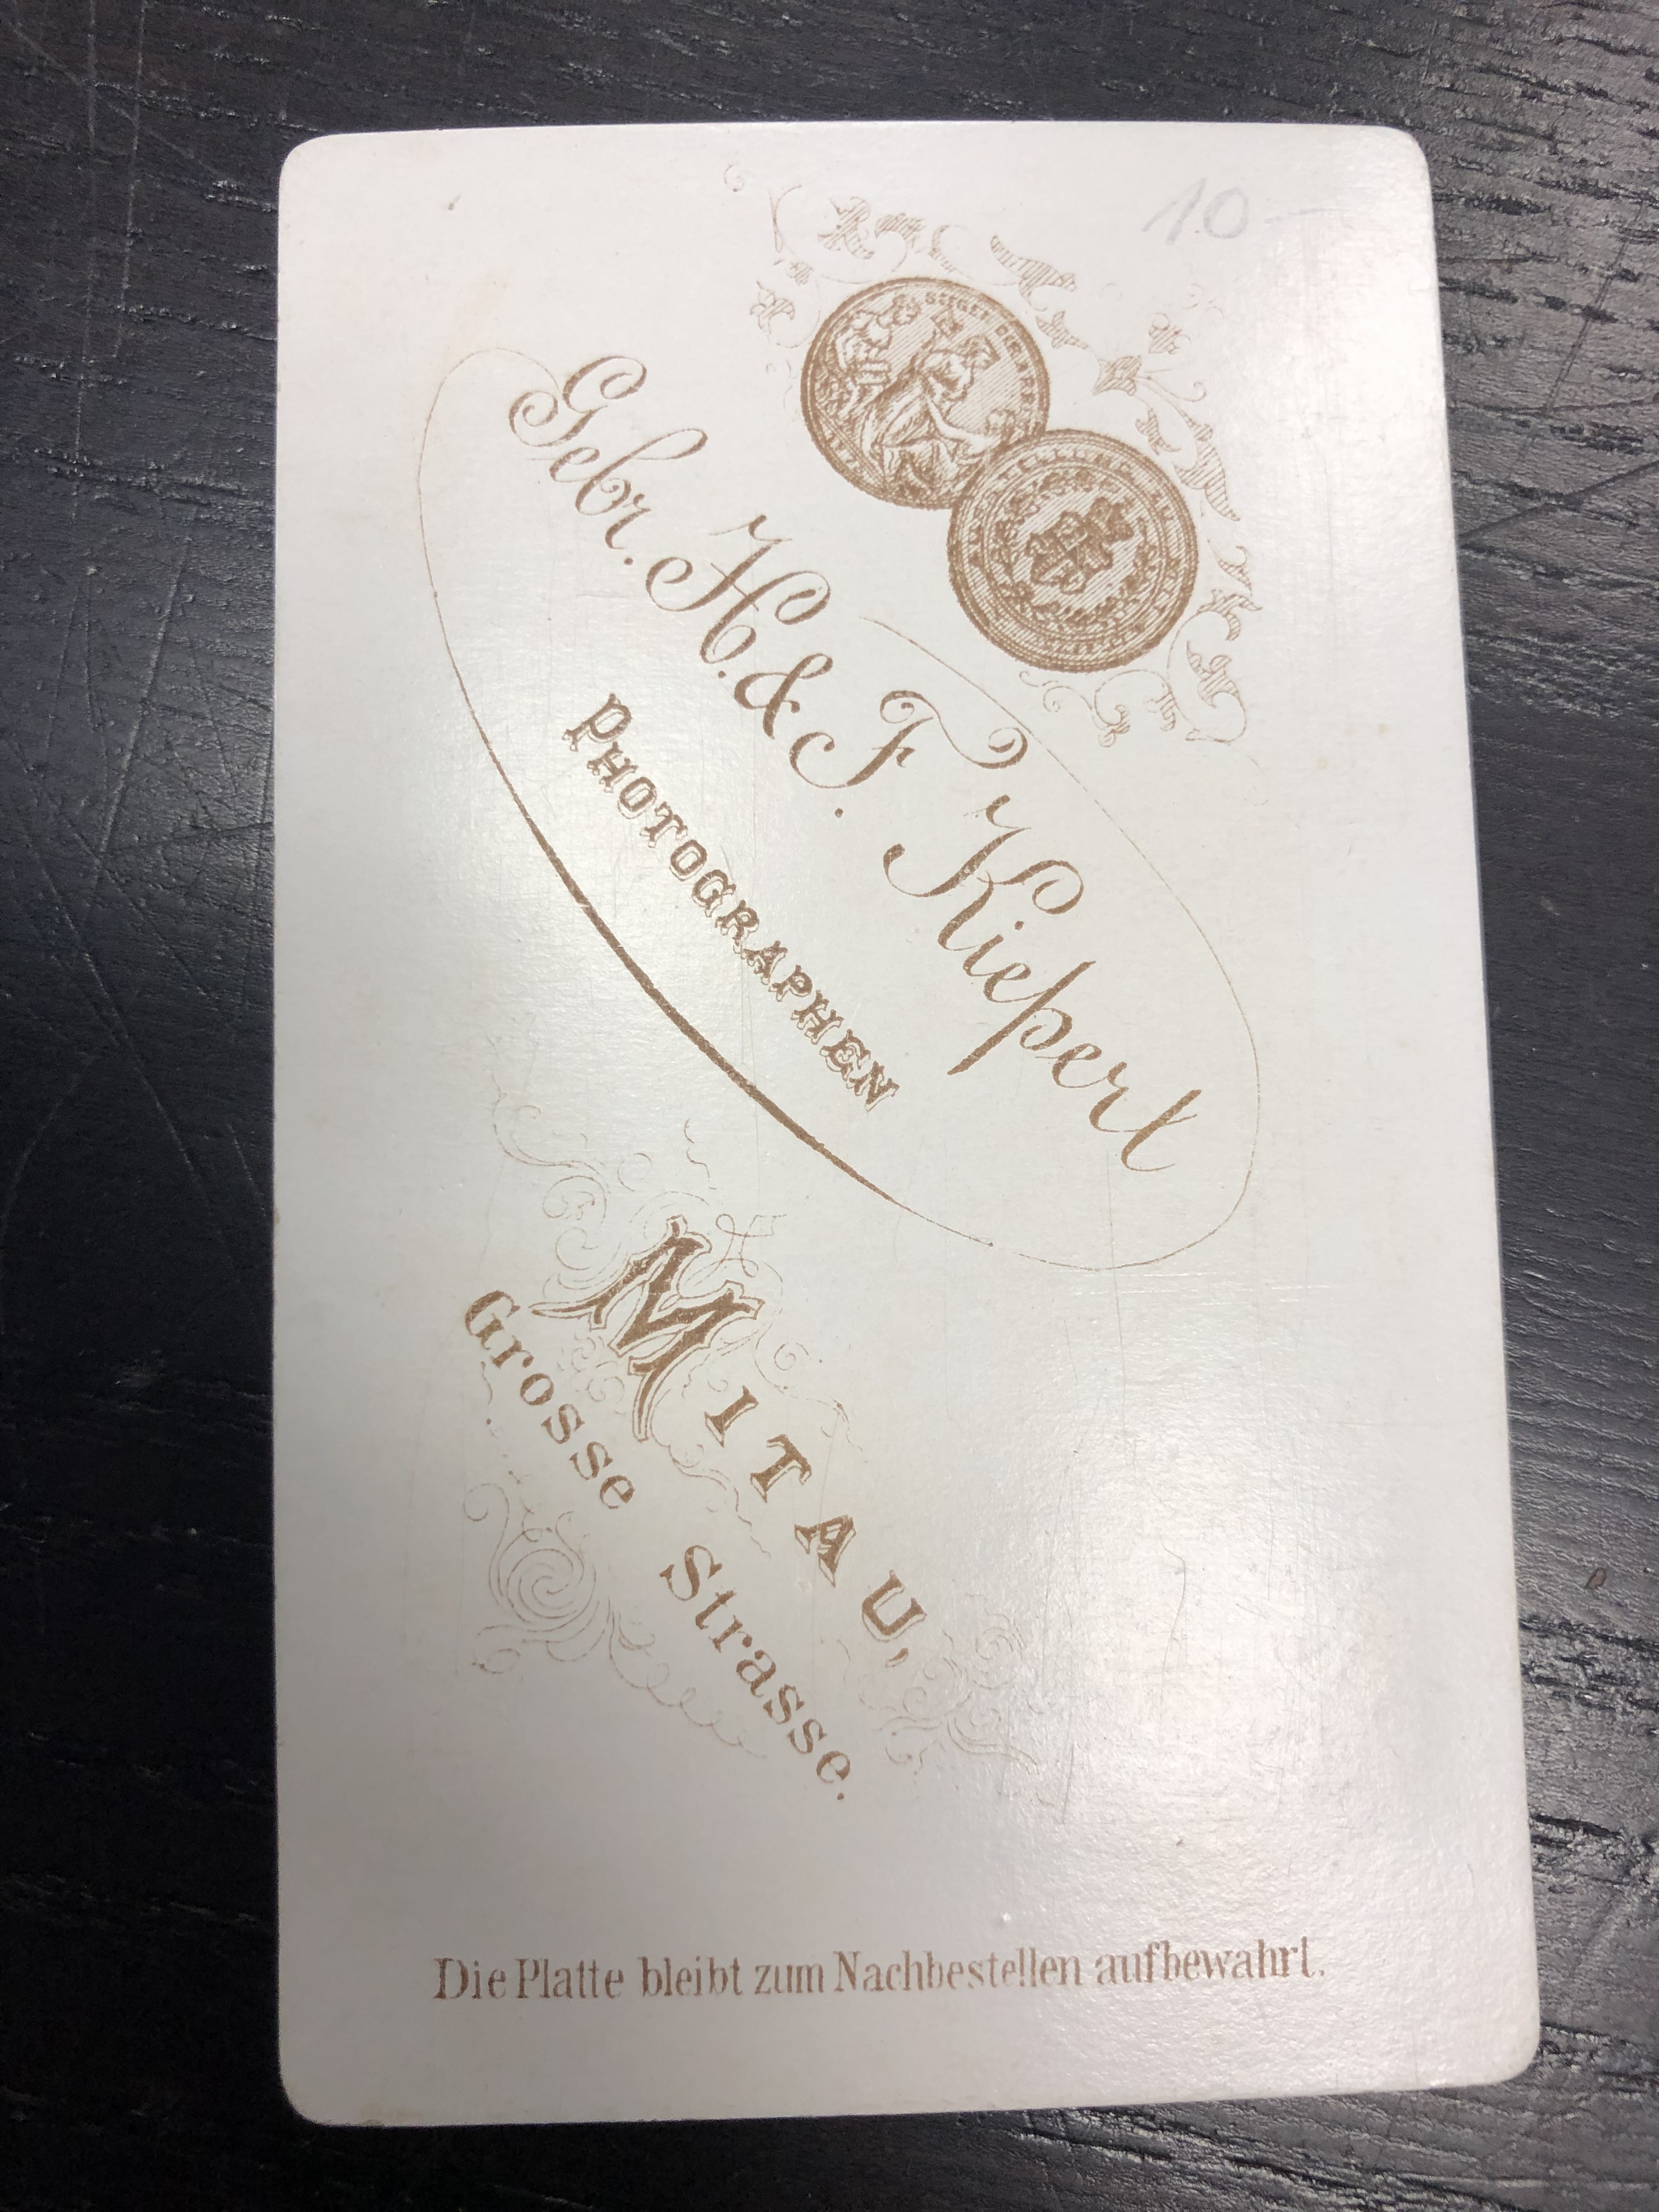 10
Gebr. H. & F. Kiepert
PHOTOGRAPHEN
MITAU,
Grosse Strasse.
Die Platte bleibt zum Nachbestellen aufbewahrt.